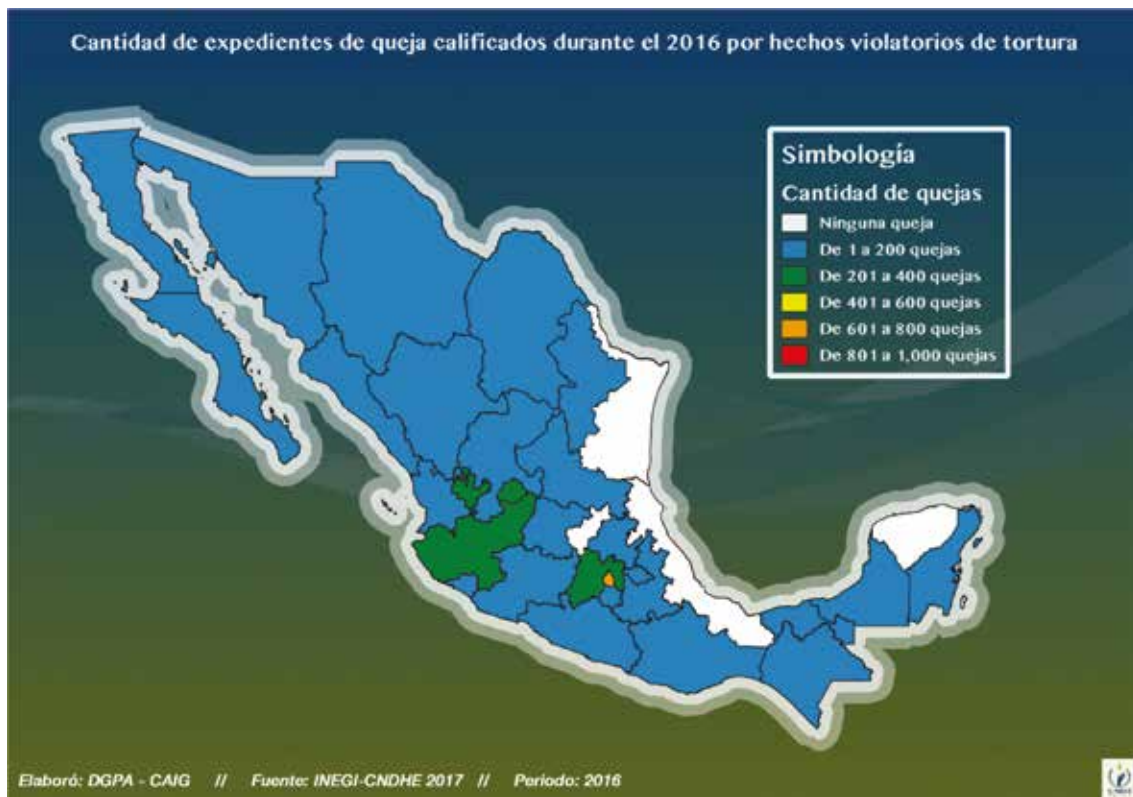 Cantidad de expedientes de queja calificados durante el 2016 por hechos violatorios de tortura
Simbología
Cantidad de quejas
Ninguna queja
De 1 a 200 quejas
De 201 a 400 quejas
De 401 a 600 quejas
De 601 a 800 quejas
De 801 a 1,000 quejas
Elaboró: DGPA - CAIG // Fuente: INEGI-CNDHE 2017 // Periodo: 2016